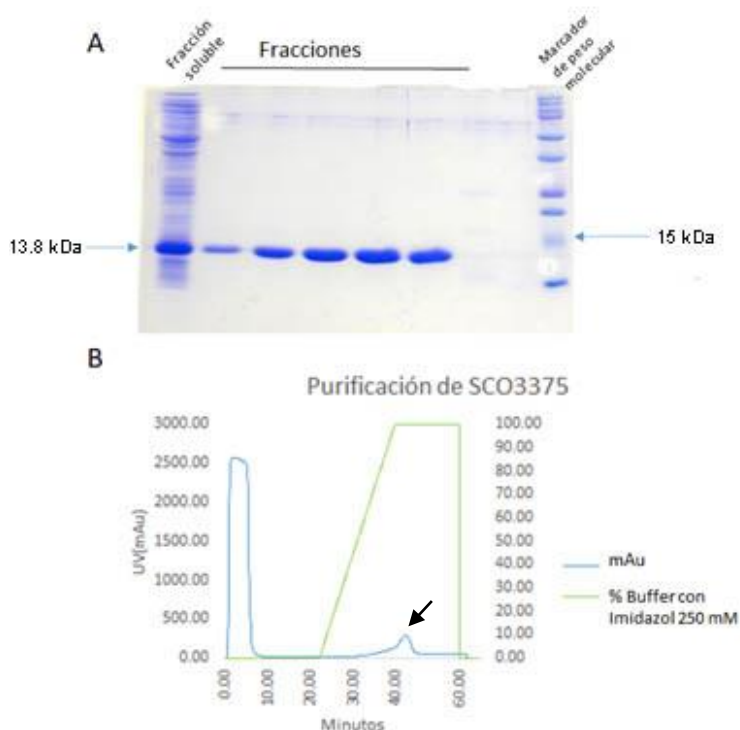 A
Fracción
soluble
Fracciones
Marcador
de peso
molecular
13.8 kDa
15 kDa
B
Purificación de SCO3375
3000.00
2500.00
2000.00
1500.00
1000.00
500.00
0.00
UV(mAu)
100.00
90.00
80.00
70.00
60.00
50.00
40.00
30.00
20.00
10.00
0.00
0.00
10.00
20.00
30.00
40.00
60.00
Minutos
mAu
% Buffer con
Imidazol 250 mM